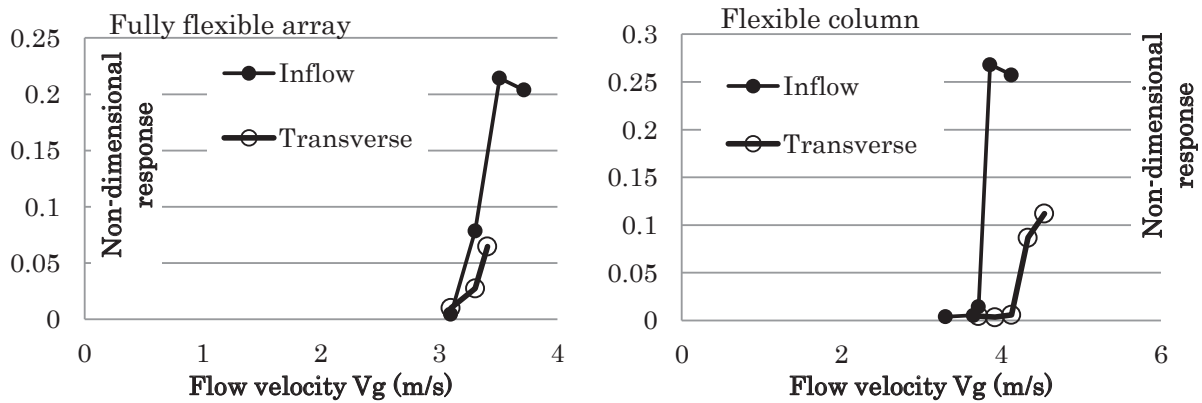 Fully flexible array
0.25
0.2
0.15
0.1
0.05
0
Non-dimensional
response
Inflow
Transverse
0 1 2 3 4
Flow velocity Vg (m/s)
Flexible column
0.3
0.25
0.2
0.15
0.1
0.05
0
Inflow
Transverse
Non-dimensional
response
0 2 4 6
Flow velocity Vg (m/s)